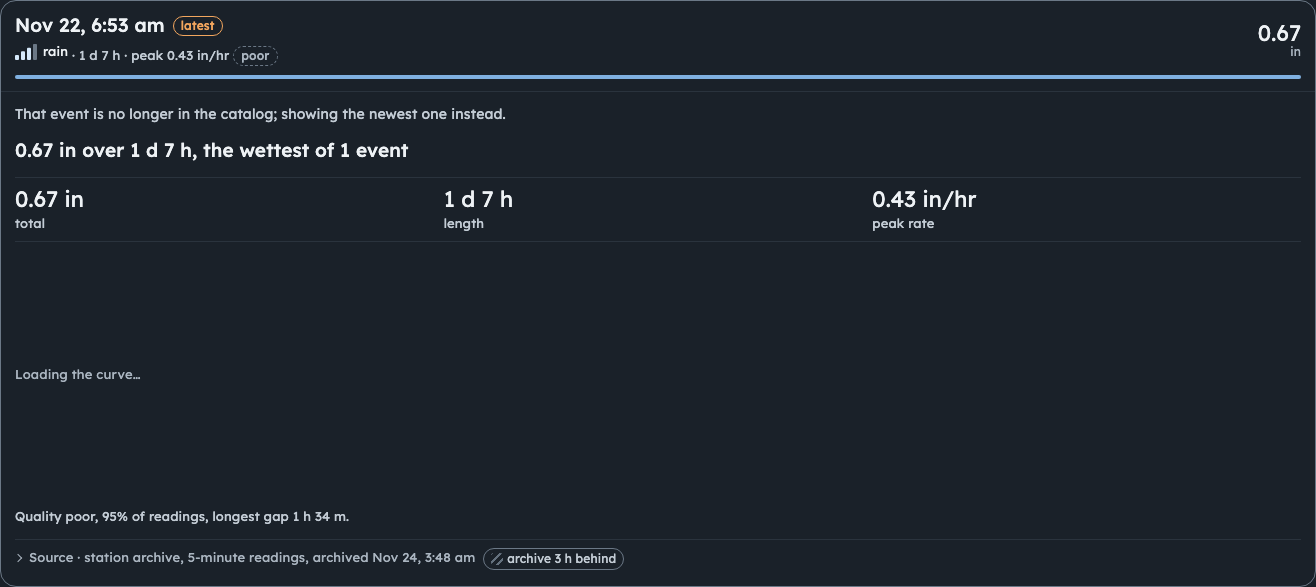 Nov 22, 6:53 am latest
rain · 1 d 7 h · peak 0.43 in/hr poor
0.67
in
That event is no longer in the catalog; showing the newest one instead.
0.67 in over 1 d 7 h, the wettest of 1 event
0.67 in
total
1 d 7 h
length
0.43 in/hr
peak rate
Loading the curve…
Quality poor, 95% of readings, longest gap 1 h 34 m.
Source · station archive, 5-minute readings, archived Nov 24, 3:48 am archive 3 h behind